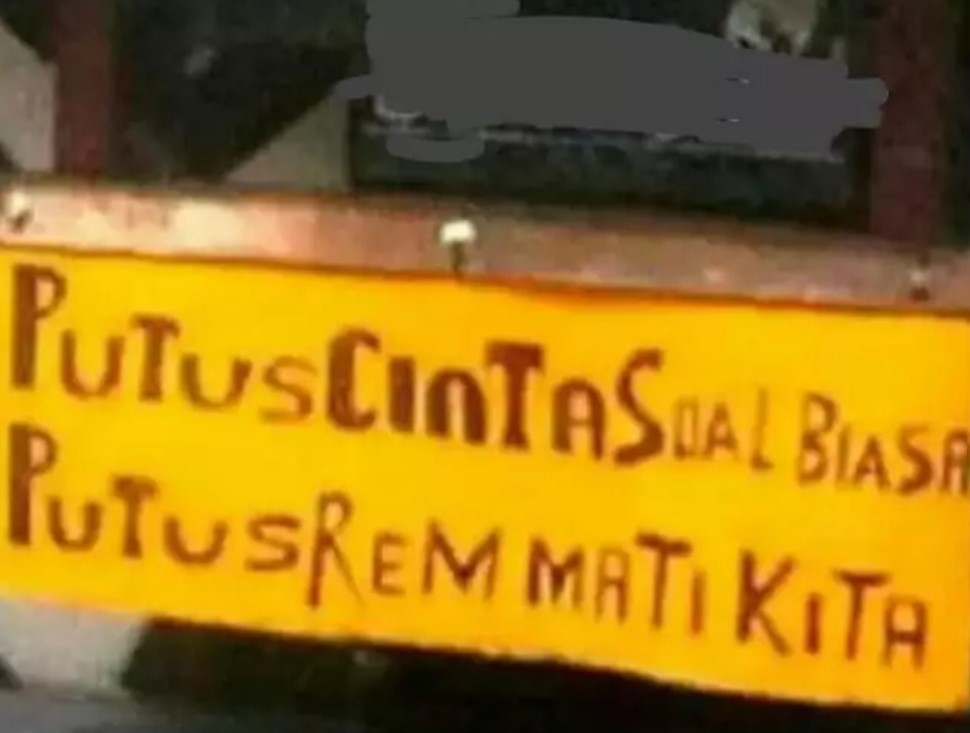 PUTUS CINTA SOAL BIASA
PUTUS REM MATI KITA